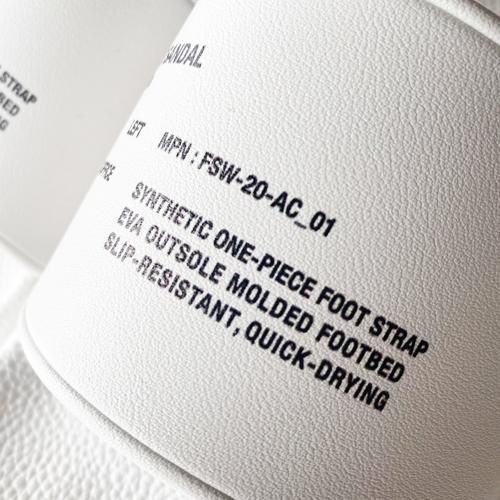 SANDAL
LEFT MPN : FSW-20-AC_01
SYNTHETIC ONE-PIECE FOOT STRAP
EVA OUTSOLE MOLDED FOOTBED
SLIP-RESISTANT, QUICK-DRYING
STRAP